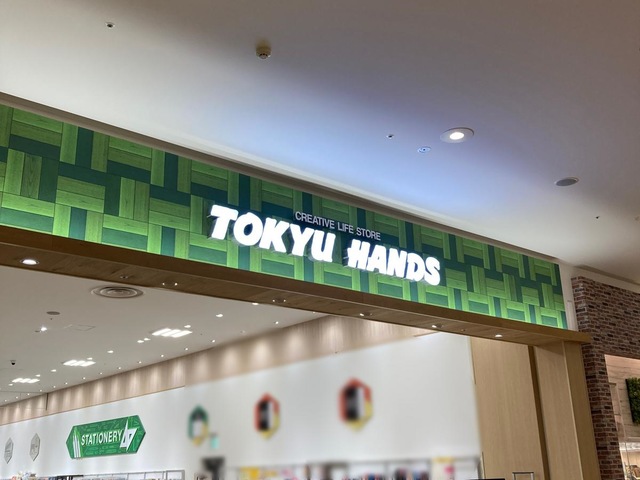 CREATIVE LIFE STORE
TOKYU HANDS
STATIONERY